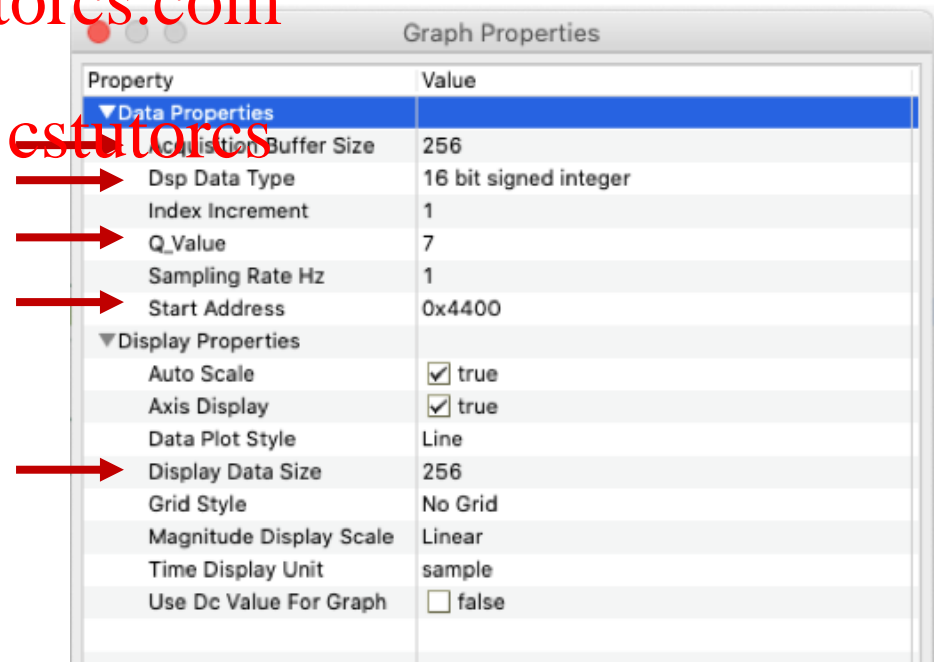 torcs.com
Graph Properties
Property Value
Data Properties
cstutorcs
Acquisition Buffer Size 256
Dsp Data Type 16 bit signed integer
Index Increment 1
Q_Value 7
Sampling Rate Hz 1
Start Address 0x4400
Display Properties
Auto Scale true
Axis Display true
Data Plot Style Line
Display Data Size 256
Grid Style No Grid
Magnitude Display Scale Linear
Time Display Unit sample
Use Dc Value For Graph false